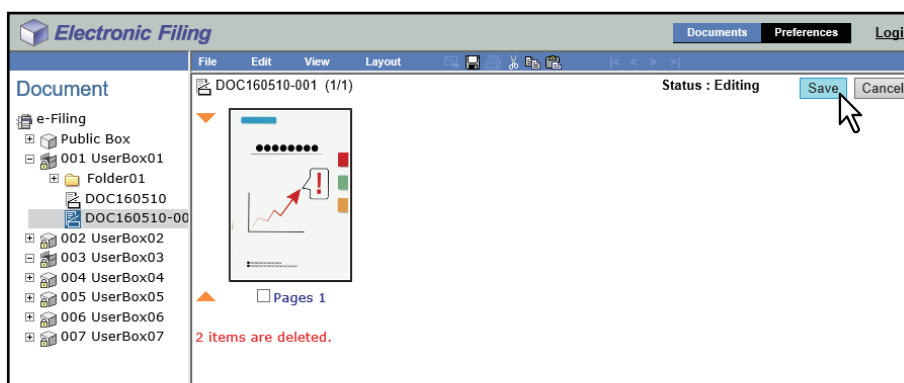 Electronic Filing
Documents Preferences
File Edit View Layout |< < > >|
Document
DOC160510-001 (1/1)
Status : Editing
Save Cancel
e-Filing
Public Box
001 UserBox01
Folder01
DOC160510
DOC160510-00
002 UserBox02
003 UserBox03
004 UserBox04
005 UserBox05
006 UserBox06
007 UserBox07
!
Pages 1
2 items are deleted.